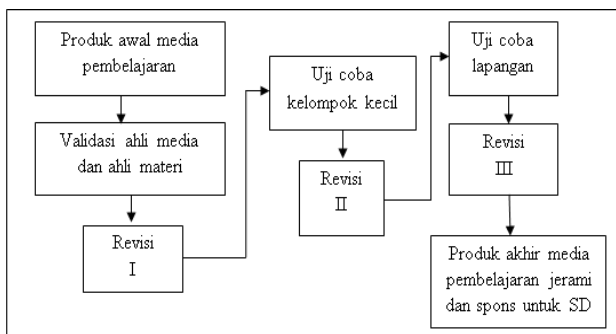 Produk awal media
pembelajaran
Validasi ahli media
dan ahli materi
Revisi
I
Uji coba
kelompok kecil
Revisi
II
Uji coba
lapangan
Revisi
III
Produk akhir media
pembelajaran jerami
dan spons untuk SD